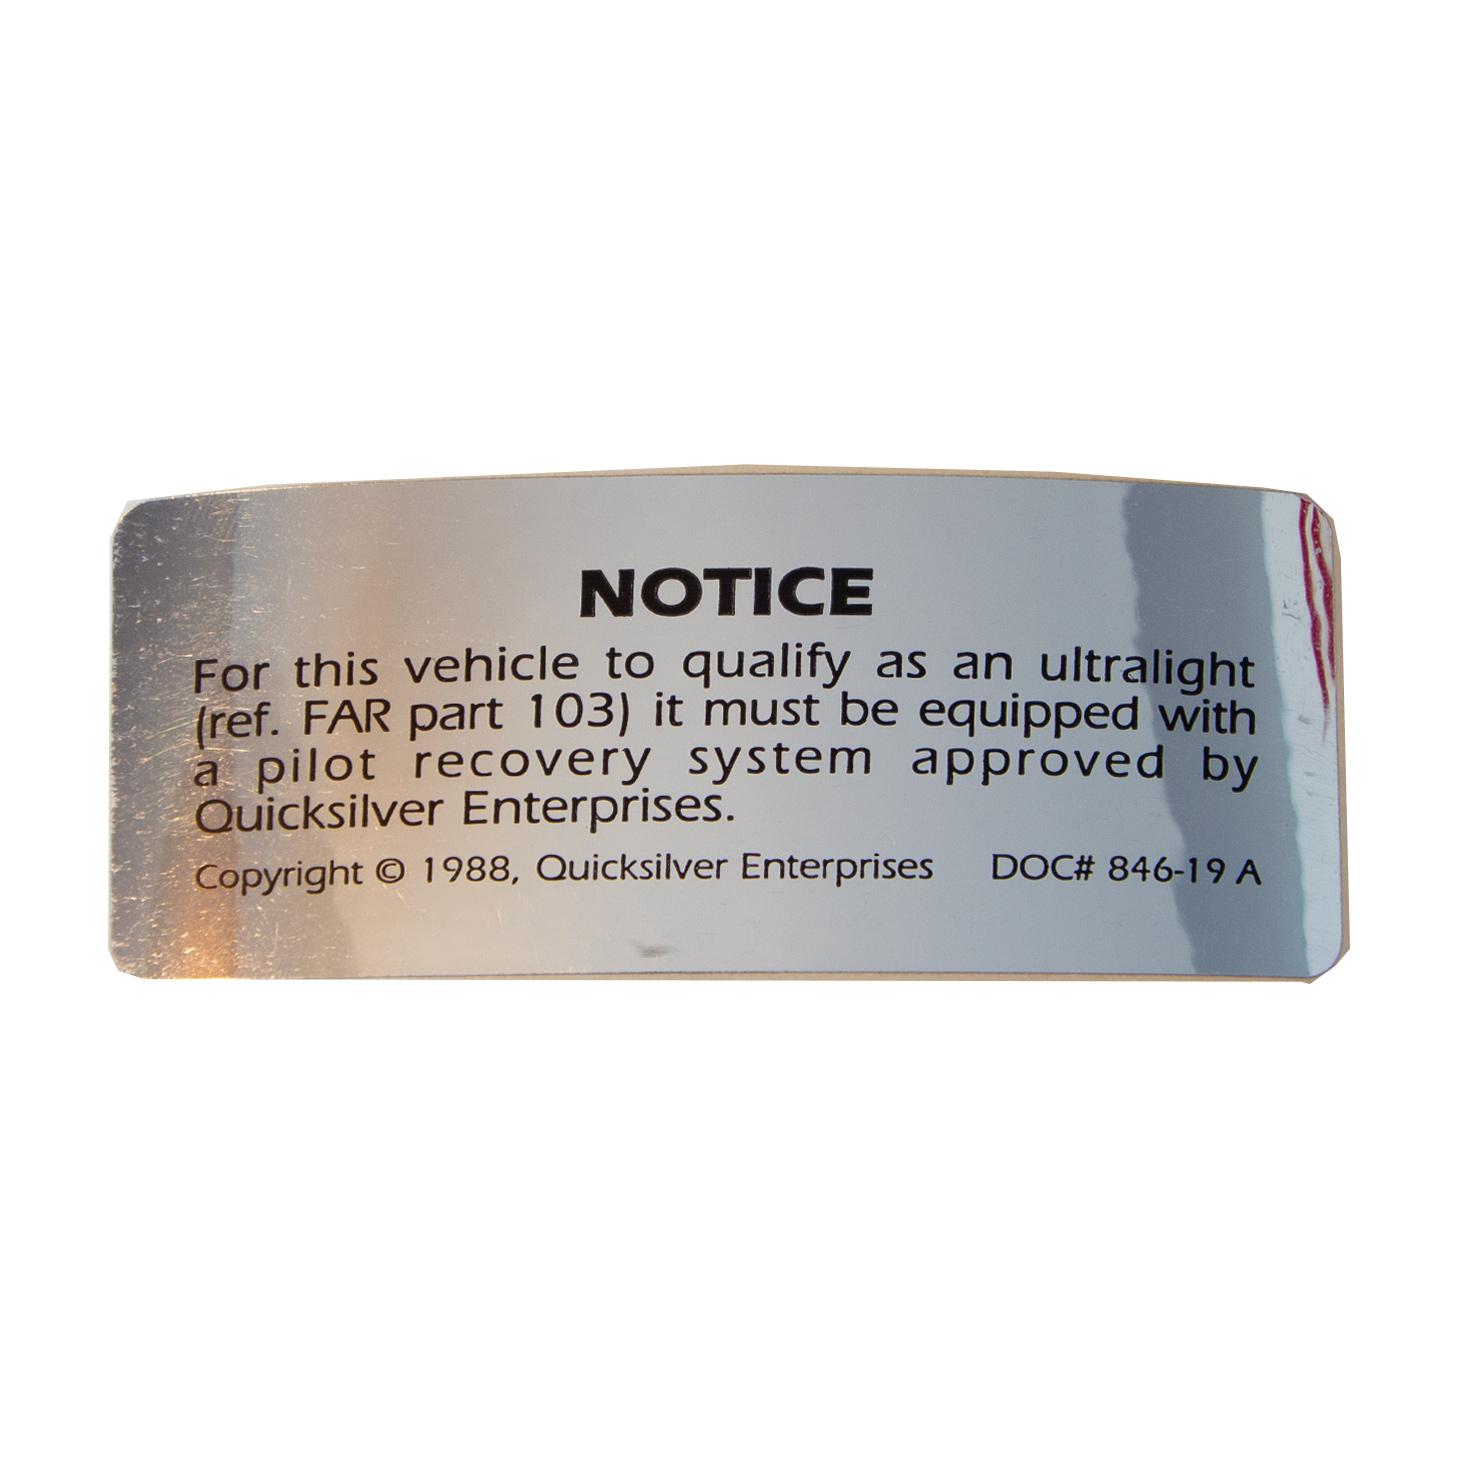 NOTICE
For this vehicle to qualify as an ultralight
(ref. FAR part 103) it must be equipped with
a pilot recovery system approved by
Quicksilver Enterprises.
Copyright © 1988, Quicksilver Enterprises DOC# 846-19 A